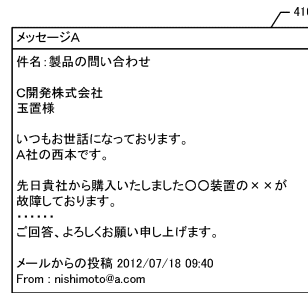 410
メッセージA
件名:製品の問い合わせ
C開発株式会社
玉置様
いつもお世話になっております。
A社の西本です。
先日貴社から購入いたしました〇〇装置の××が
故障しております。
‥‥‥
ご回答、よろしくお願い申し上げます。
メールからの投稿 2012/07/18 09:40
From : nishimoto@a.com